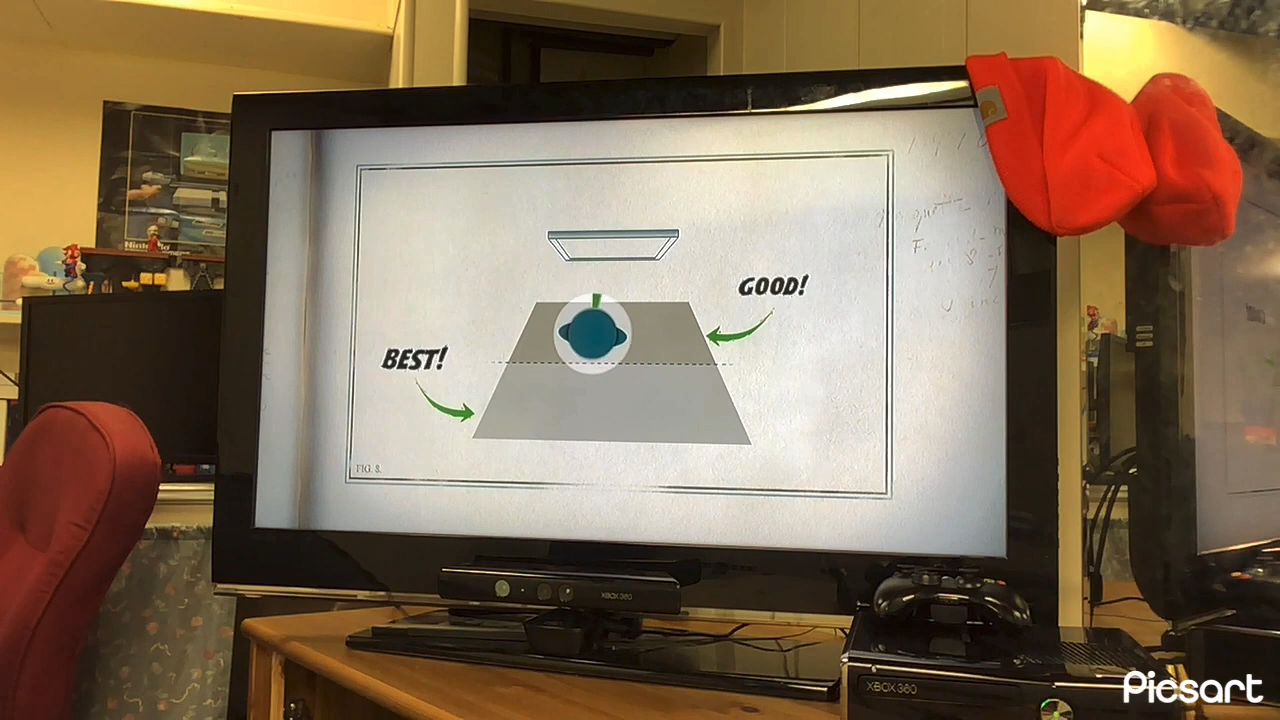 Nintendo
GOOD!
BEST!
FIG. 8.
XBOX 360
XBOX 360
Picsart